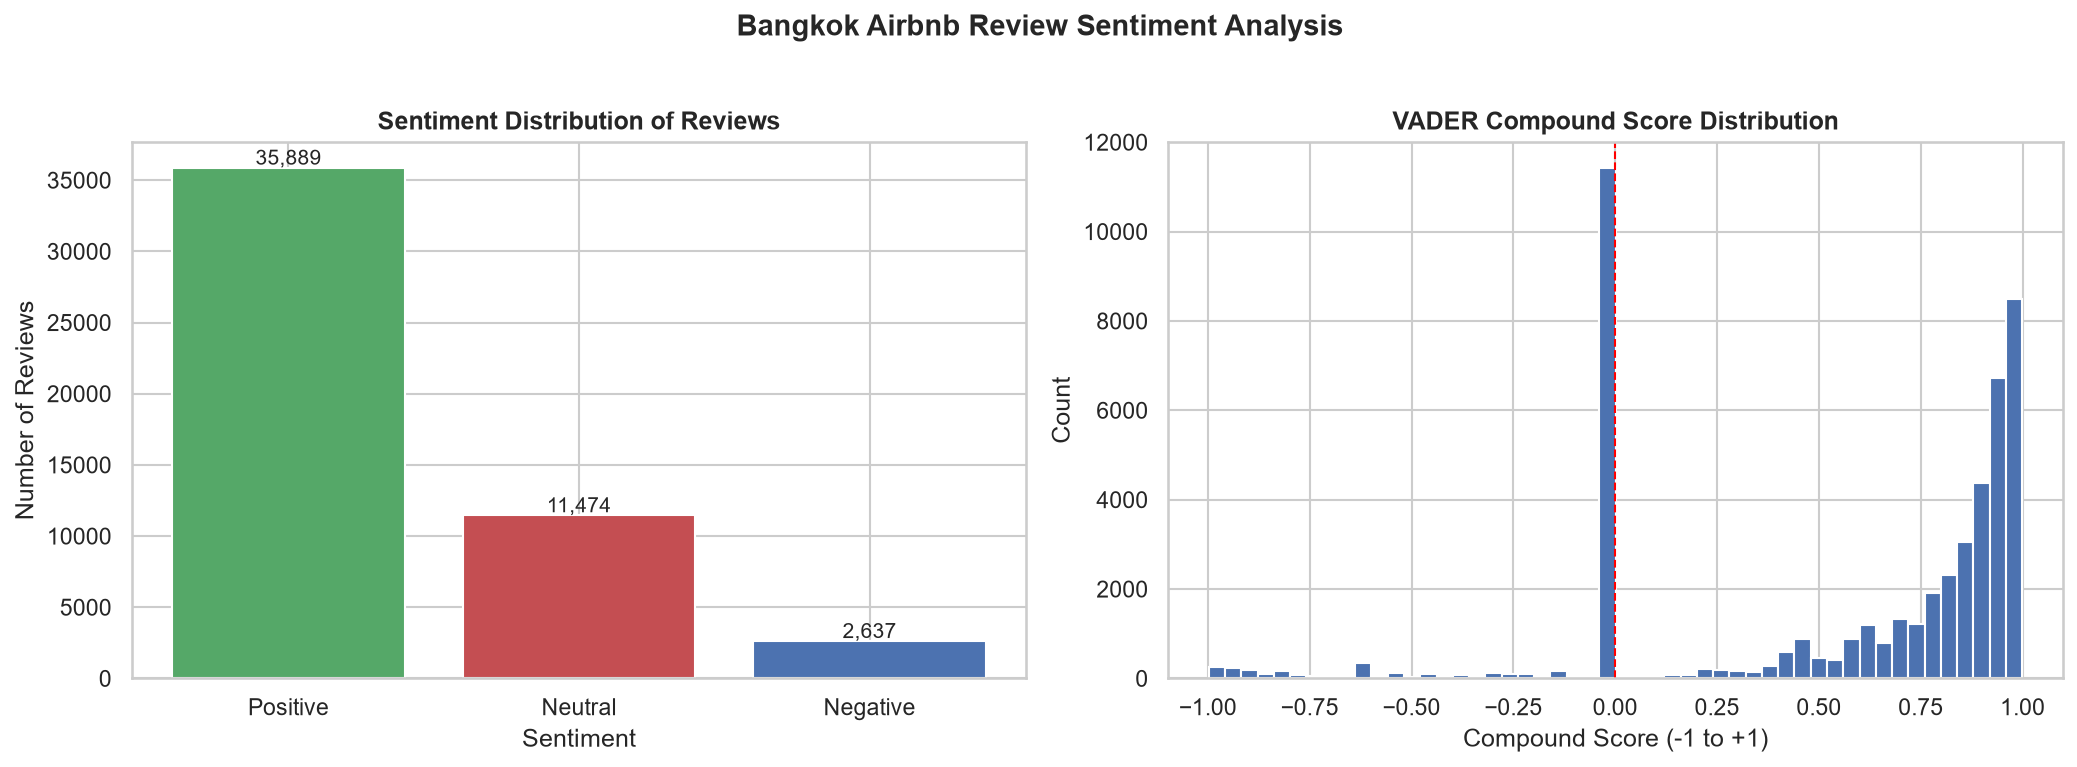 Bangkok Airbnb Review Sentiment Analysis
Sentiment Distribution of Reviews
35,889
11,474
2,637
35000
30000
25000
20000
15000
10000
5000
0
Number of Reviews
Positive
Neutral
Negative
Sentiment
VADER Compound Score Distribution
12000
10000
8000
6000
4000
2000
0
Count
−1.00
−0.75
−0.50
−0.25
0.00
0.25
0.50
0.75
1.00
Compound Score (-1 to +1)